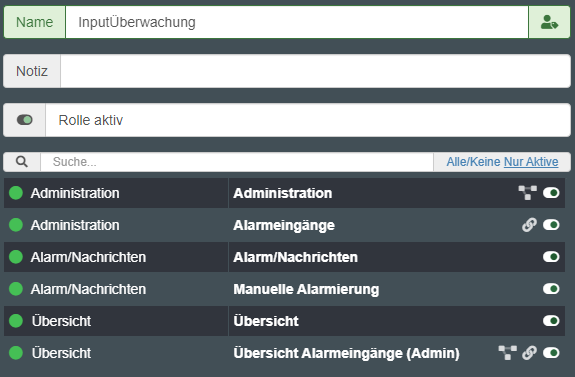 Name InputÜberwachung
Notiz
Rolle aktiv
Suche... Alle/Keine Nur Aktive
Administration Administration
Administration Alarmeingänge
Alarm/Nachrichten Alarm/Nachrichten
Alarm/Nachrichten Manuelle Alarmierung
Übersicht Übersicht
Übersicht Übersicht Alarmeingänge (Admin)